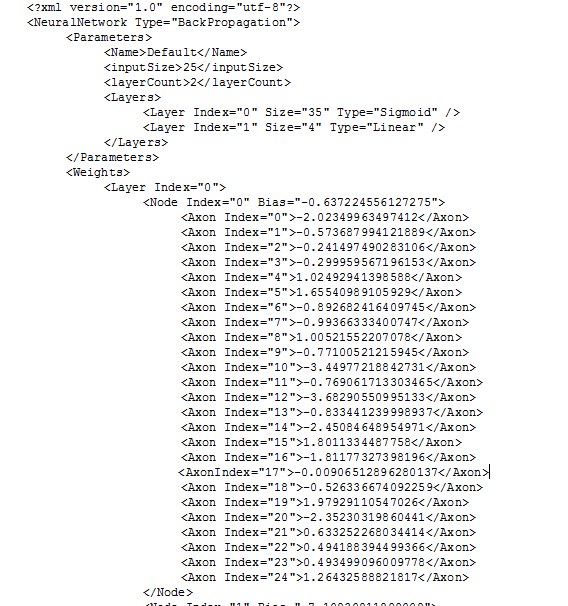 <?xml version="1.0" encoding="utf-8"?>
<NeuralNetwork Type="BackPropagation">
<Parameters>
<Name>Default</Name>
<inputSize>25</inputSize>
<layerCount>2</layerCount>
<Layers>
<Layer Index="0" Size="35" Type="Sigmoid" />
<Layer Index="1" Size="4" Type="Linear" />
</Layers>
</Parameters>
<Weights>
<Layer Index="0">
<Node Index="0" Bias="-0.637224556127275">
<Axon Index="0">-2.02349963497412</Axon>
<Axon Index="1">-0.573687994121889</Axon>
<Axon Index="2">-0.241497490283106</Axon>
<Axon Index="3">-0.299959567196153</Axon>
<Axon Index="4">1.02492941398588</Axon>
<Axon Index="5">1.65540989105929</Axon>
<Axon Index="6">-0.892682416409745</Axon>
<Axon Index="7">-0.99366333400747</Axon>
<Axon Index="8">1.00521552207078</Axon>
<Axon Index="9">-0.77100521215945</Axon>
<Axon Index="10">-3.44977218842731</Axon>
<Axon Index="11">-0.769061713303465</Axon>
<Axon Index="12">-3.68290550995133</Axon>
<Axon Index="13">-0.833441239998937</Axon>
<Axon Index="14">-2.45084648954971</Axon>
<Axon Index="15">1.8011334487758</Axon>
<Axon Index="16">-1.81177327398196</Axon>
<AxonIndex="17">-0.00906512896280137</Axon>
<Axon Index="18">-0.526336674092259</Axon>
<Axon Index="19">1.97929110547026</Axon>
<Axon Index="20">-2.35230319860441</Axon>
<Axon Index="21">0.633252268034414</Axon>
<Axon Index="22">0.494188394499366</Axon>
<Axon Index="23">0.493499096009778</Axon>
<Axon Index="24">1.26432588821817</Axon>
</Node>